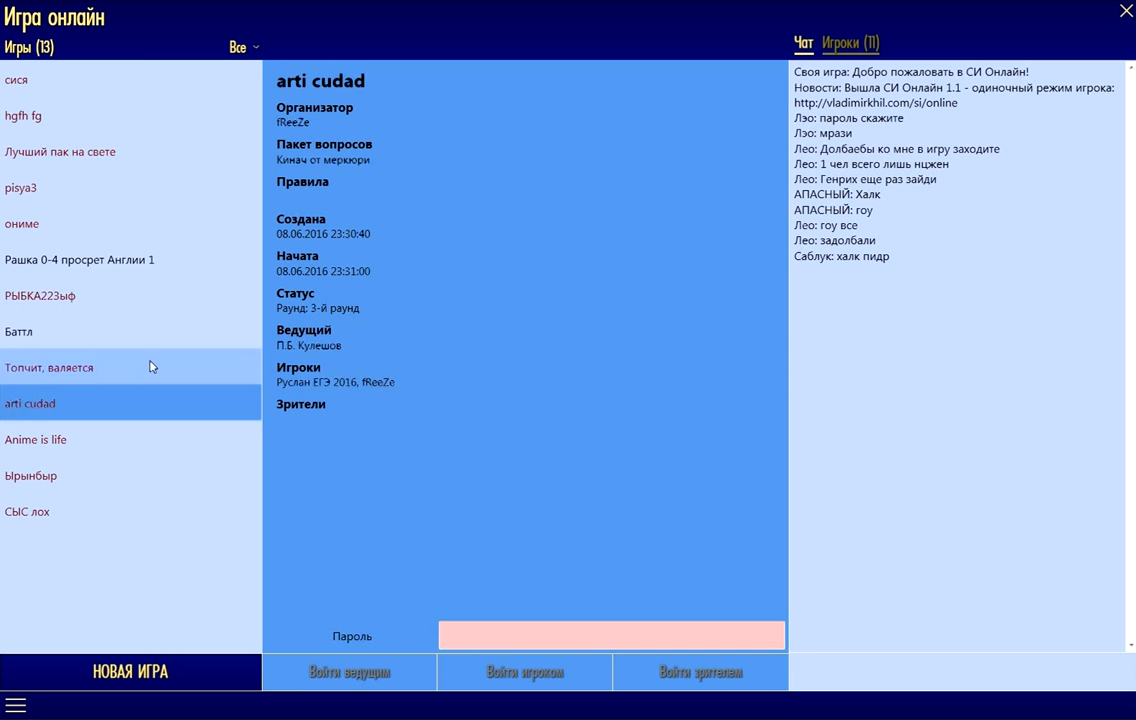 Игра онлайн
Игры (13)
Все
сися
hgfh fg
Лучший пак на свете
pisya3
ониме
Рашка 0-4 просрет Англии 1
РЫБКА223ыф
Баттл
Топчит, валяется
arti cudad
Anime is life
Ырынбыр
СЫС лох
НОВАЯ ИГРА
arti cudad
Организатор
fReeZe
Пакет вопросов
Кинач от меркюри
Правила
Создана
08.06.2016 23:30:40
Начата
08.06.2016 23:31:00
Статус
Раунд: 3-й раунд
Ведущий
П.Б. Кулешов
Игроки
Руслан ЕГЭ 2016, fReeZe
Зрители
Пароль
Войти ведущим
Войти игроком
Войти зрителем
Чат Игроки (11)
Своя игра: Добро пожаловать в СИ Онлайн!
Новости: Вышла СИ Онлайн 1.1 - одиночный режим игрока:
http://vladimirkhil.com/si/online
Лэо: пароль скажите
Лэо: мрази
Лео: Долбаебы ко мне в игру заходите
Лео: 1 чел всего лишь нцжен
Лео: Генрих еще раз зайди
АПАСНЫЙ: Халк
АПАСНЫЙ: гоу
Лео: гоу все
Лео: задолбали
Саблук: халк пидр